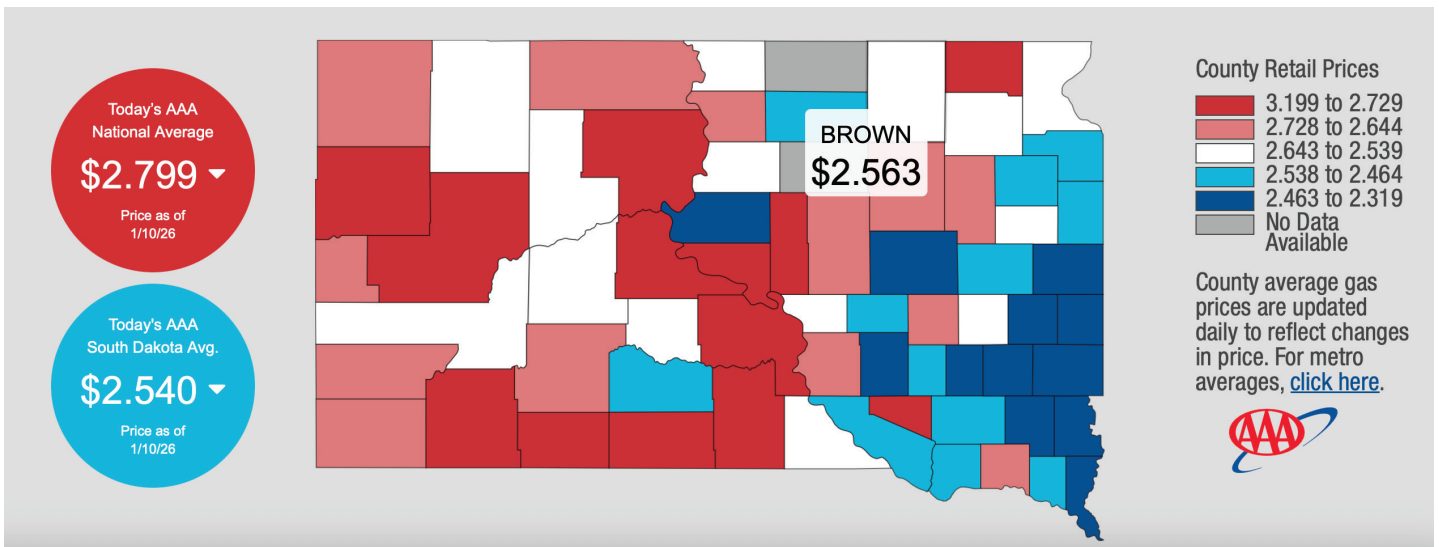 Today's AAA
National Average
$2.799
Price as of
1/10/26
Today's AAA
South Dakota Avg.
$2.540
Price as of
1/10/26
BROWN
$2.563
County Retail Prices
3.199 to 2.729
2.728 to 2.644
2.643 to 2.539
2.538 to 2.464
2.463 to 2.319
No Data
Available
County average gas
prices are updated
daily to reflect changes
in price. For metro
averages, click here.
AAA